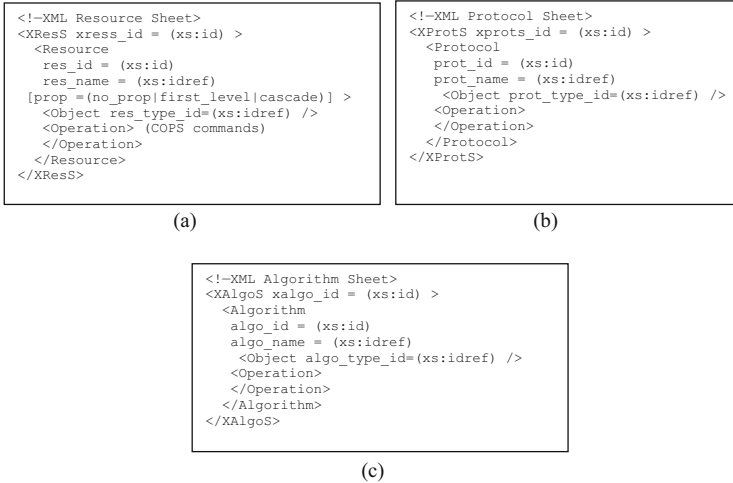 <!—XML Resource Sheet>
<XResS xress_id = (xs:id) >
<Resource
res_id = (xs:id)
res_name = (xs:idref)
[prop =(no_prop|first_level|cascade)] >
<Object res_type_id=(xs:idref) />
<Operation> (COPS commands)
</Operation>
</Resource>
</XResS>
(a)
<!—XML Protocol Sheet>
<XProtS xprots_id = (xs:id) >
<Protocol
prot_id = (xs:id)
prot_name = (xs:idref)
<Object prot_type_id=(xs:idref) />
<Operation>
</Operation>
</Protocol>
</XProtS>
(b)
<!—XML Algorithm Sheet>
<XAlgoS xalgo_id = (xs:id) >
<Algorithm
algo_id = (xs:id)
algo_name = (xs:idref)
<Object algo_type_id=(xs:idref) />
<Operation>
</Operation>
</Algorithm>
</XAlgoS>
(c)